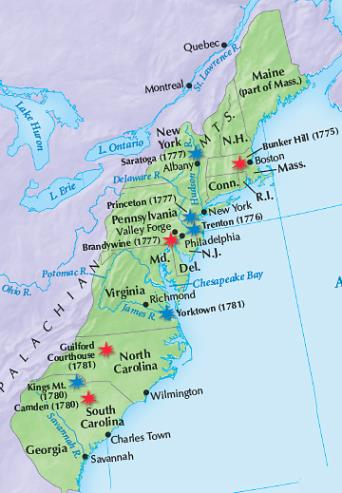 Quebec
St. Lawrence R.
Montreal
Maine
(part of Mass.)
Lake Huron
L. Ontario
New
York
MTS.
N.H.
Bunker Hill (1775)
Saratoga (1777)
Albany
Boston
Mass.
Hudson R.
L. Erie
Delaware R.
Conn.
R.I.
Princeton (1777)
New York
Pennsylvania
Trenton (1776)
Valley Forge
Philadelphia
Brandywine (1777)
N.J.
Md.
Del.
Potomac R.
Ohio R.
Chesapeake Bay
PALACHIAN
Virginia
Richmond
James R.
Yorktown (1781)
Guilford
Courthouse
(1781)
North
Carolina
Kings Mt.
(1780)
Camden (1780)
Wilmington
South
Carolina
Savannah R.
Charles Town
Georgia
Savannah
A